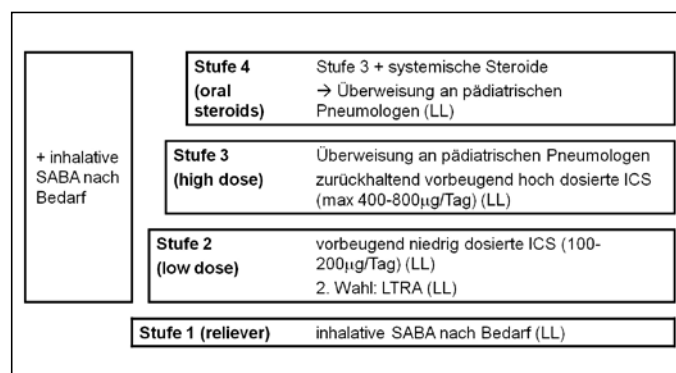 + inhalative
SABA nach
Bedarf
Stufe 4
(oral
steroids)
Stufe 3 + systemische Steroide
→ Überweisung an pädiatrischen
Pneumologen (LL)
Stufe 3
(high dose)
Überweisung an pädiatrischen Pneumologen
zurückhaltend vorbeugend hoch dosierte ICS
(max 400-800µg/Tag) (LL)
Stufe 2
(low dose)
vorbeugend niedrig dosierte ICS (100-
200µg/Tag) (LL)
2. Wahl: LTRA (LL)
Stufe 1 (reliever) inhalative SABA nach Bedarf (LL)